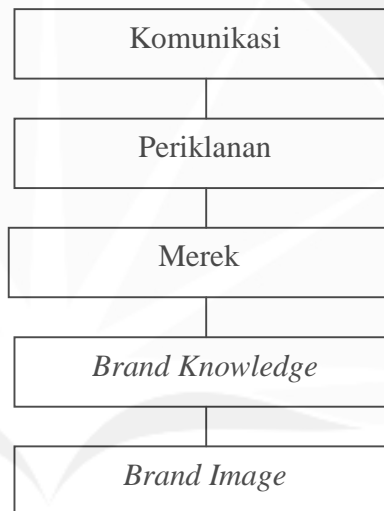 Komunikasi
Periklanan
Merek
Brand Knowledge
Brand Image